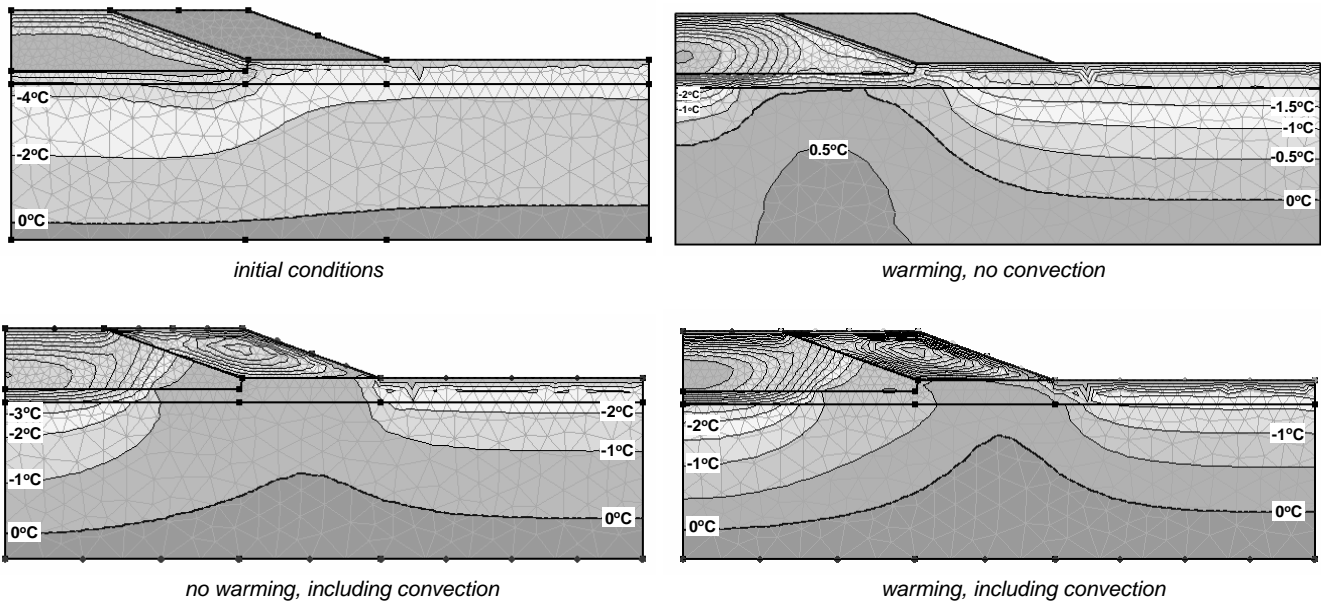 -4ºC
-2ºC
0ºC
initial conditions
-2ºC
-1ºC
0.5ºC
-1.5ºC
-1ºC
-0.5ºC
0ºC
warming, no convection
-3ºC
-2ºC
-1ºC
0ºC
-2ºC
-1ºC
0ºC
no warming, including convection
-2ºC
-1ºC
0ºC
-1ºC
0ºC
warming, including convection